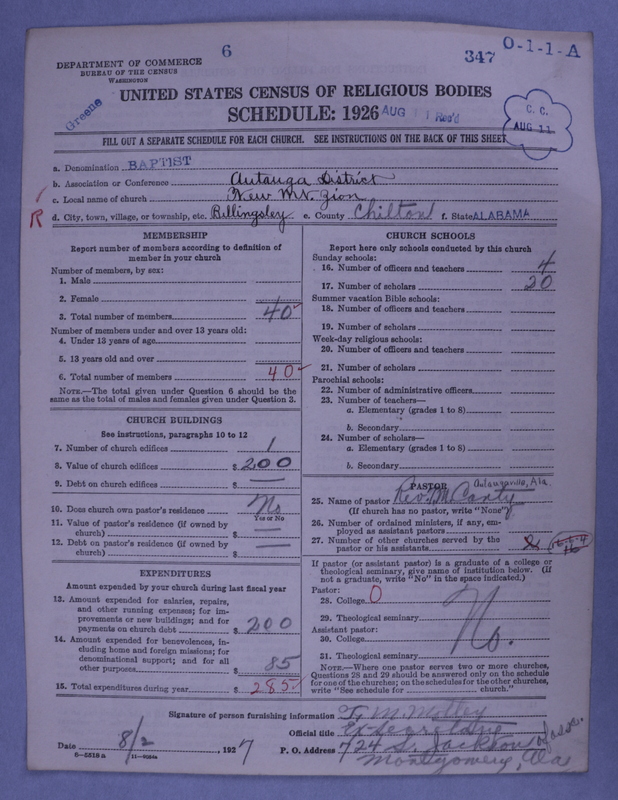 6
347 O-1-1-A
DEPARTMENT OF COMMERCE
BUREAU OF THE CENSUS
WASHINGTON
Greene
UNITED STATES CENSUS OF RELIGIOUS BODIES
SCHEDULE: 1926 AUG 11 Rec'd
C. C.
AUG 11
FILL OUT A SEPARATE SCHEDULE FOR EACH CHURCH. SEE INSTRUCTIONS ON THE BACK OF THIS SHEET
a. Denomination BAPTIST
b. Association or Conference Autauga District
c. Local name of church New Mt. Zion
R d. City, town, village, or township, etc. Billingsley e. County Chilton f. State ALABAMA
MEMBERSHIP
Report number of members according to definition of member in your church
Number of members, by sex:
1. Male
2. Female
3. Total number of members 40
Number of members under and over 13 years old:
4. Under 13 years of age
5. 13 years old and over
6. Total number of members 40
NOTE.—The total given under Question 6 should be
same as the total of males and females given under Question 3.
CHURCH BUILDINGS
See instructions, paragraphs 10 to 12
7. Number of church edifices 1
8. Value of church edifices $ 200
9. Debt on church edifices $ —
10. Does church own pastor's residence No
Yes or No
11. Value of pastor's residence (if owned by
church) $ —
12. Debt on pastor's residence (if owned by
church) $ —
EXPENDITURES
Amount expended by your church during last fiscal year
13. Amount expended for salaries, repairs,
and other running expenses; for im-
provements or new buildings; and for
payments on church debt $ 200
14. Amount expended for benevolences, in-
cluding home and foreign missions; for
denominational support; and for all
other purposes $ 85
15. Total expenditures during year $ 285
CHURCH SCHOOLS
Report here only schools conducted by this church
Sunday schools:
16. Number of officers and teachers 4
17. Number of scholars 20
Summer vacation Bible schools:
18. Number of officers and teachers
19. Number of scholars
Week-day religious schools:
20. Number of officers and teachers
21. Number of scholars
Parochial schools:
22. Number of administrative officers
23. Number of teachers—
a. Elementary (grades 1 to 8)
b. Secondary
24. Number of scholars—
a. Elementary (grades 1 to 8)
b. Secondary
PASTOR Autaugaville, Ala.
25. Name of pastor Rev. McCanty
(If church has no pastor, write "None")
26. Number of ordained ministers, if any, em-
ployed as assistant pastors
27. Number of other churches served by the
pastor or his assistants
If pastor (or assistant pastor) is a graduate of a college or
theological seminary, give name of institution below. (If
not a graduate, write "No" in the space indicated.)
Pastor:
28. College 0
29. Theological seminary No.
Assistant pastor:
30. College
31. Theological seminary
NOTE.—Where one pastor serves two or more churches,
Questions 28 and 29 should be answered only on the schedule
for one of the churches; on the schedules for the other churches,
write "See schedule for church."
Signature of person furnishing information T. M. Motley
Official title of asso.
Date 8/2, 1927 P. O. Address 724 S. Jackson
6—5518 a 11—9054a Montgomery, Ala